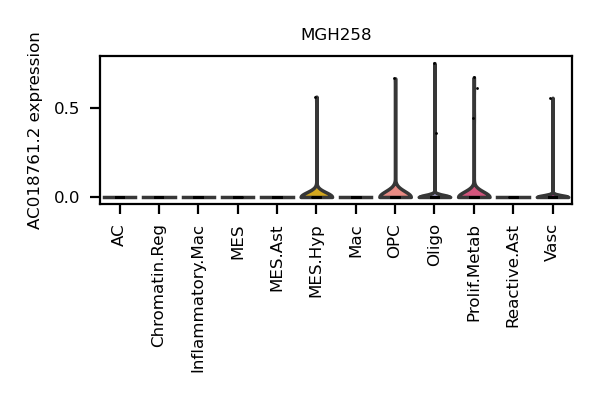 MGH258
AC018761.2 expression
0.5
0.0
AC
Chromatin.Reg
Inflammatory.Mac
MES
MES.Ast
MES.Hyp
Mac
OPC
Oligo
Prolif.Metab
Reactive.Ast
Vasc